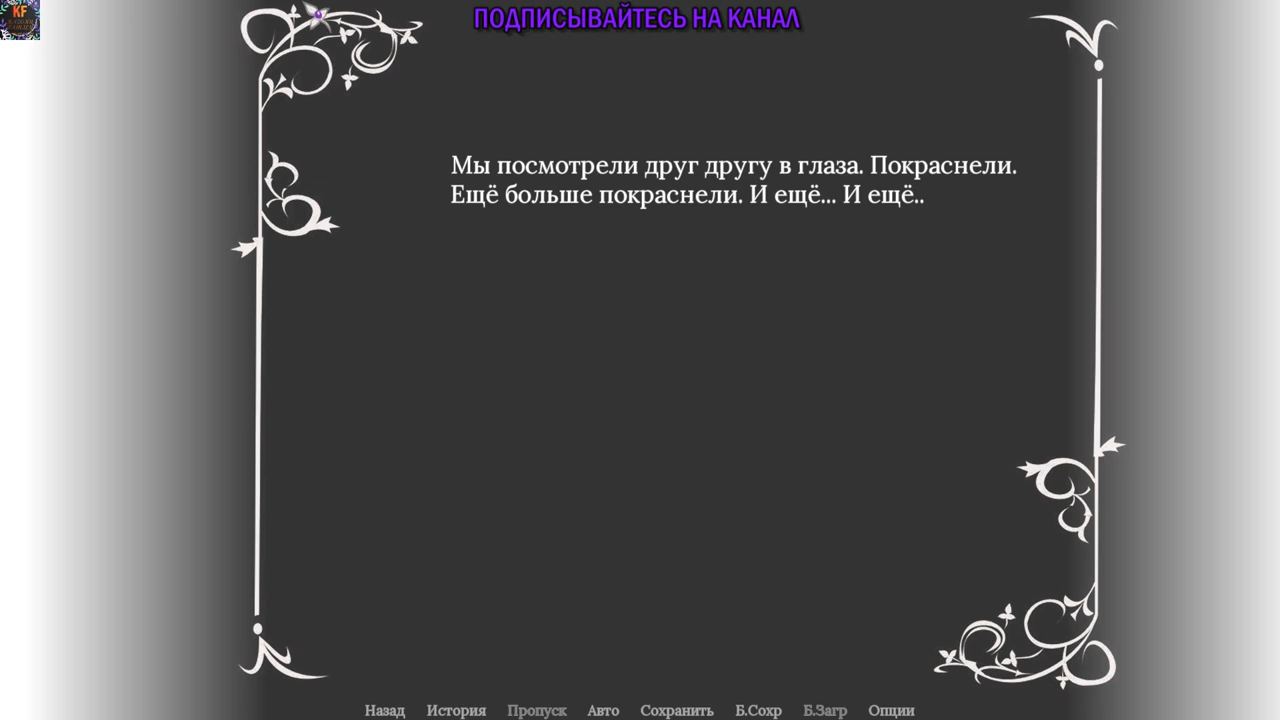 KF
ПОДПИСЫВАЙТЕСЬ НА КАНАЛ
Мы посмотрели друг другу в глаза. Покраснели.
Ещё больше покраснели. И ещё... И ещё..
Назад История Пропуск Авто Сохранить Б.Сохр Б.Загр Опции